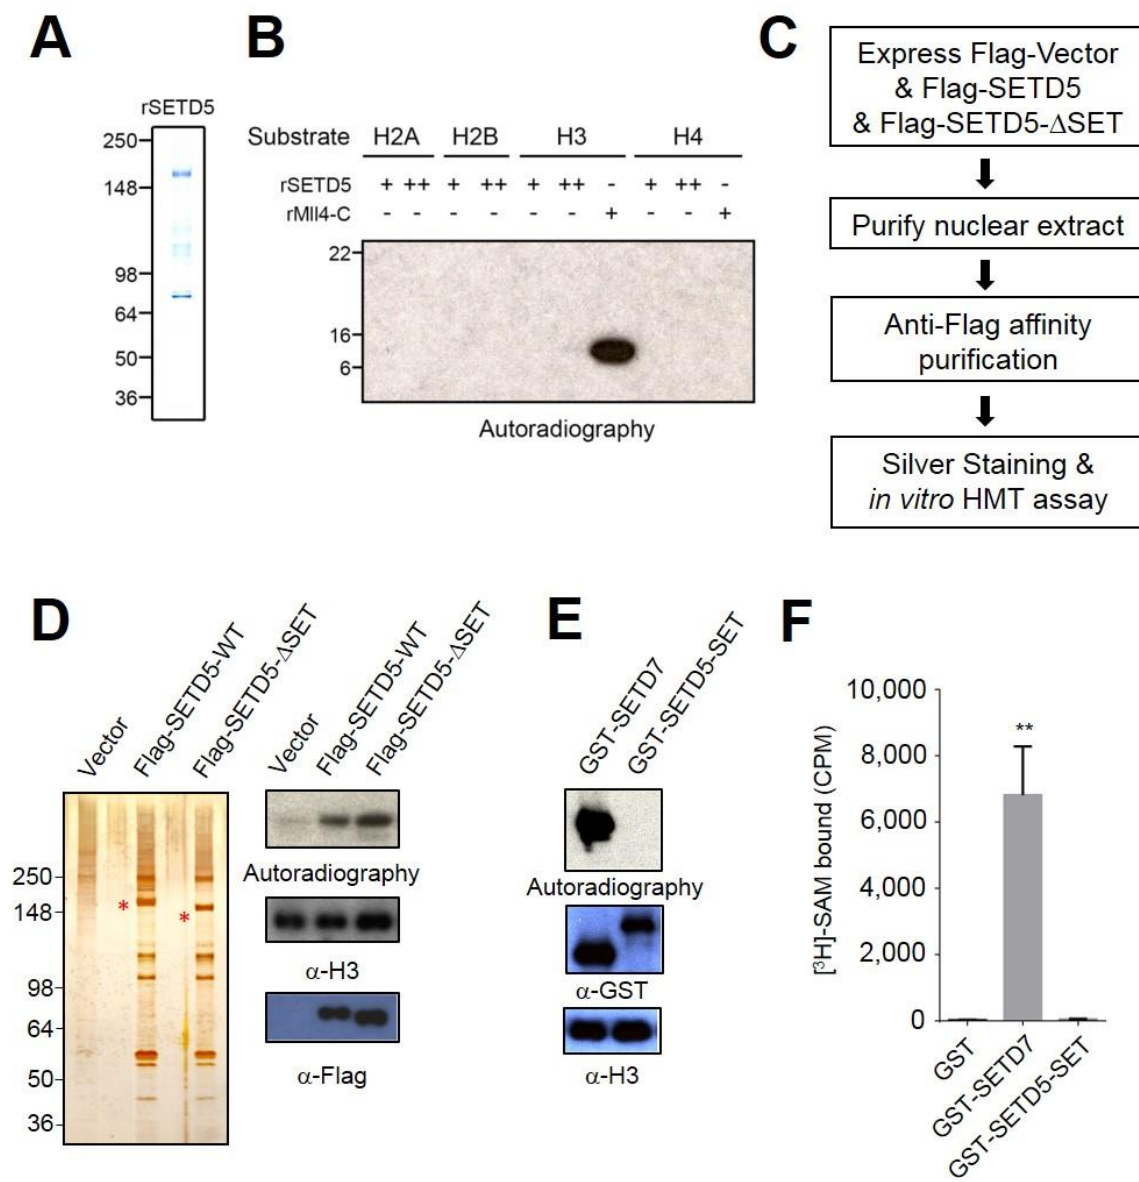 A
rSETD5
250
148
98
64
50
36
B
Substrate H2A H2B H3 H4
rSETD5 + ++ + ++ + ++ - + ++ -
rMll4-C - - - - - - + - - +
22
16
6
Autoradiography
C
Express Flag-Vector
& Flag-SETD5
& Flag-SETD5-ΔSET
Purify nuclear extract
Anti-Flag affinity
purification
Silver Staining &
in vitro HMT assay
D
Vector
Flag-SETD5-WT
Flag-SETD5-ΔSET
250
148
98
64
50
36
*
*
Vector
Flag-SETD5-WT
Flag-SETD5-ΔSET
Autoradiography
α-H3
α-Flag
E
GST-SETD7
GST-SETD5-SET
Autoradiography
α-GST
α-H3
F
[³H]-SAM bound (CPM)
10,000
8,000
6,000
4,000
2,000
0
**
GST
GST-SETD7
GST-SETD5-SET